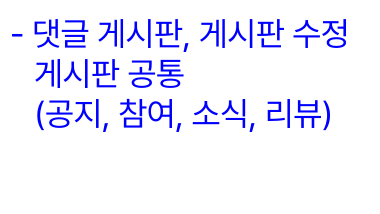 - 댓글 게시판, 게시판 수정
게시판 공통
(공지, 참여, 소식, 리뷰)